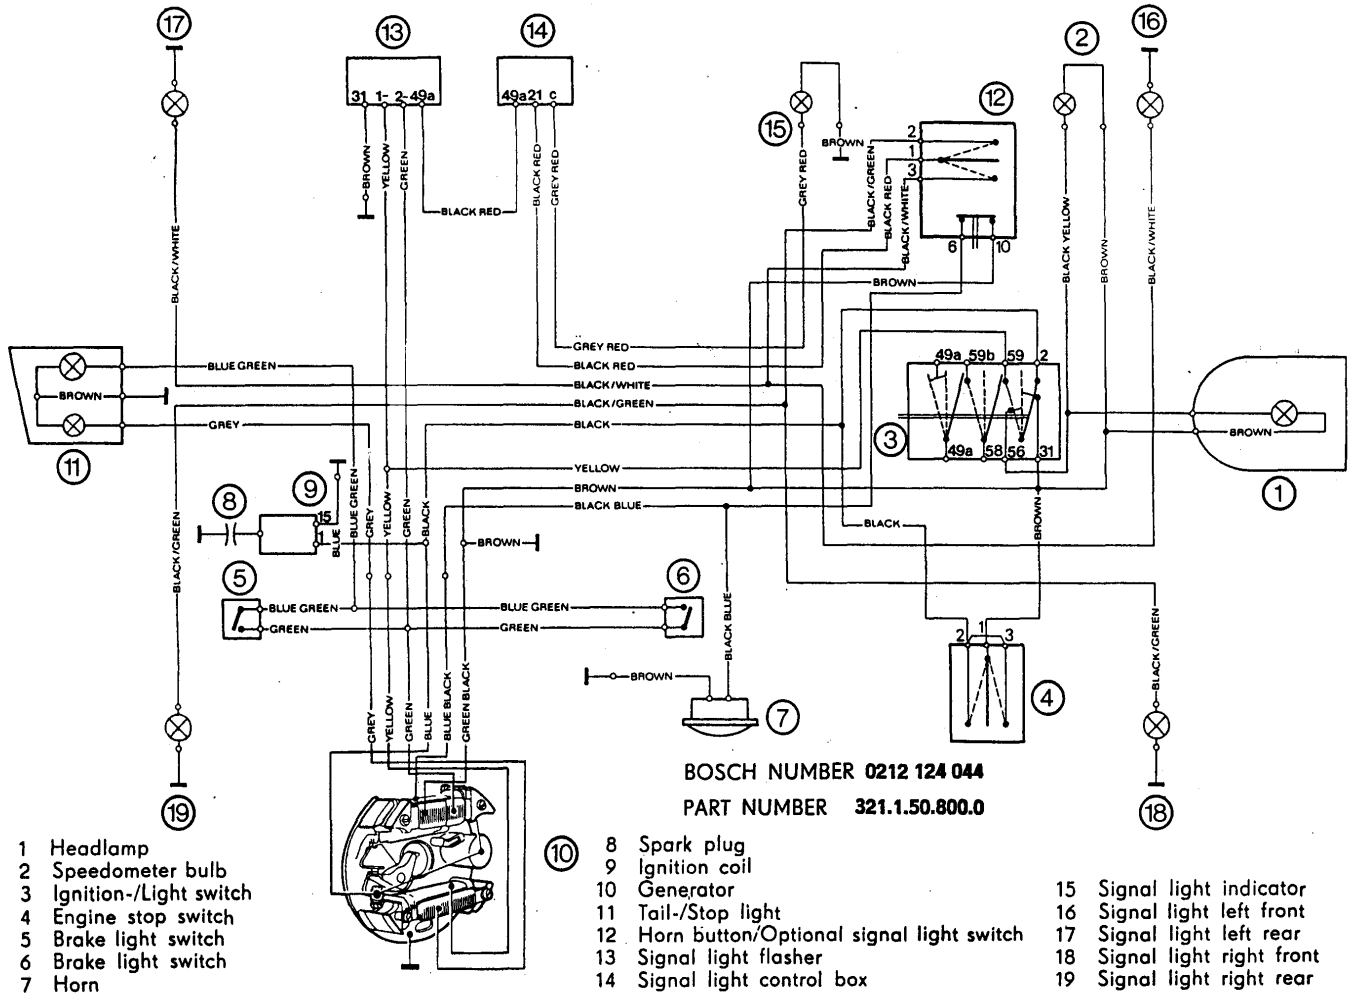 17
13
14
16
2
12
15
31 1~ 2~ 49a
49a 21 c
BROWN
YELLOW
GREEN
BLACK RED
BLACK RED
GREY RED
GREY RED
BROWN
BLACK/GREEN
BLACK RED
BLACK/WHITE
2
1
3
6
10
BLACK YELLOW
BROWN
BLACK/WHITE
BLACK/WHITE
BROWN
GREY RED
BLACK RED
BLACK/WHITE
BLACK/GREEN
BLACK
YELLOW
BROWN
BLACK BLUE
BLUE GREEN
BROWN
GREY
11
49a 59b 59 2
49a 58 56 31
3
BROWN
1
8
9
15
1
BLUE
BLUE GREEN
GREY
YELLOW
GREEN
BLACK
BROWN
BLACK
BROWN
BLACK/GREEN
5
BLUE GREEN
GREEN
BLUE GREEN
GREEN
6
BLACK BLUE
BROWN
7
2 1 3
4
BLACK/GREEN
GREY
YELLOW
GREEN
BLUE
BLUE BLACK
GREEN BLACK
19
18
10
BOSCH NUMBER 0212 124 044
PART NUMBER 321.1.50.800.0
1 Headlamp
2 Speedometer bulb
3 Ignition-/Light switch
4 Engine stop switch
5 Brake light switch
6 Brake light switch
7 Horn
8 Spark plug
9 Ignition coil
10 Generator
11 Tail-/Stop light
12 Horn button/Optional signal light switch
13 Signal light flasher
14 Signal light control box
15 Signal light indicator
16 Signal light left front
17 Signal light left rear
18 Signal light right front
19 Signal light right rear